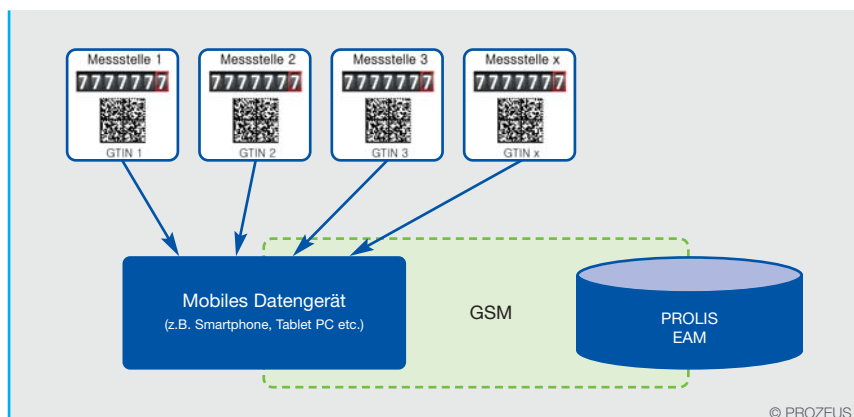 Messstelle 1
7777777
GTIN 1
Messstelle 2
7777777
GTIN 2
Messstelle 3
7777777
GTIN 3
Messstelle x
7777777
GTIN x
Mobiles Datengerät
(z.B. Smartphone, Tablet PC etc.)
GSM
PROLIS
EAM
© PROZEUS